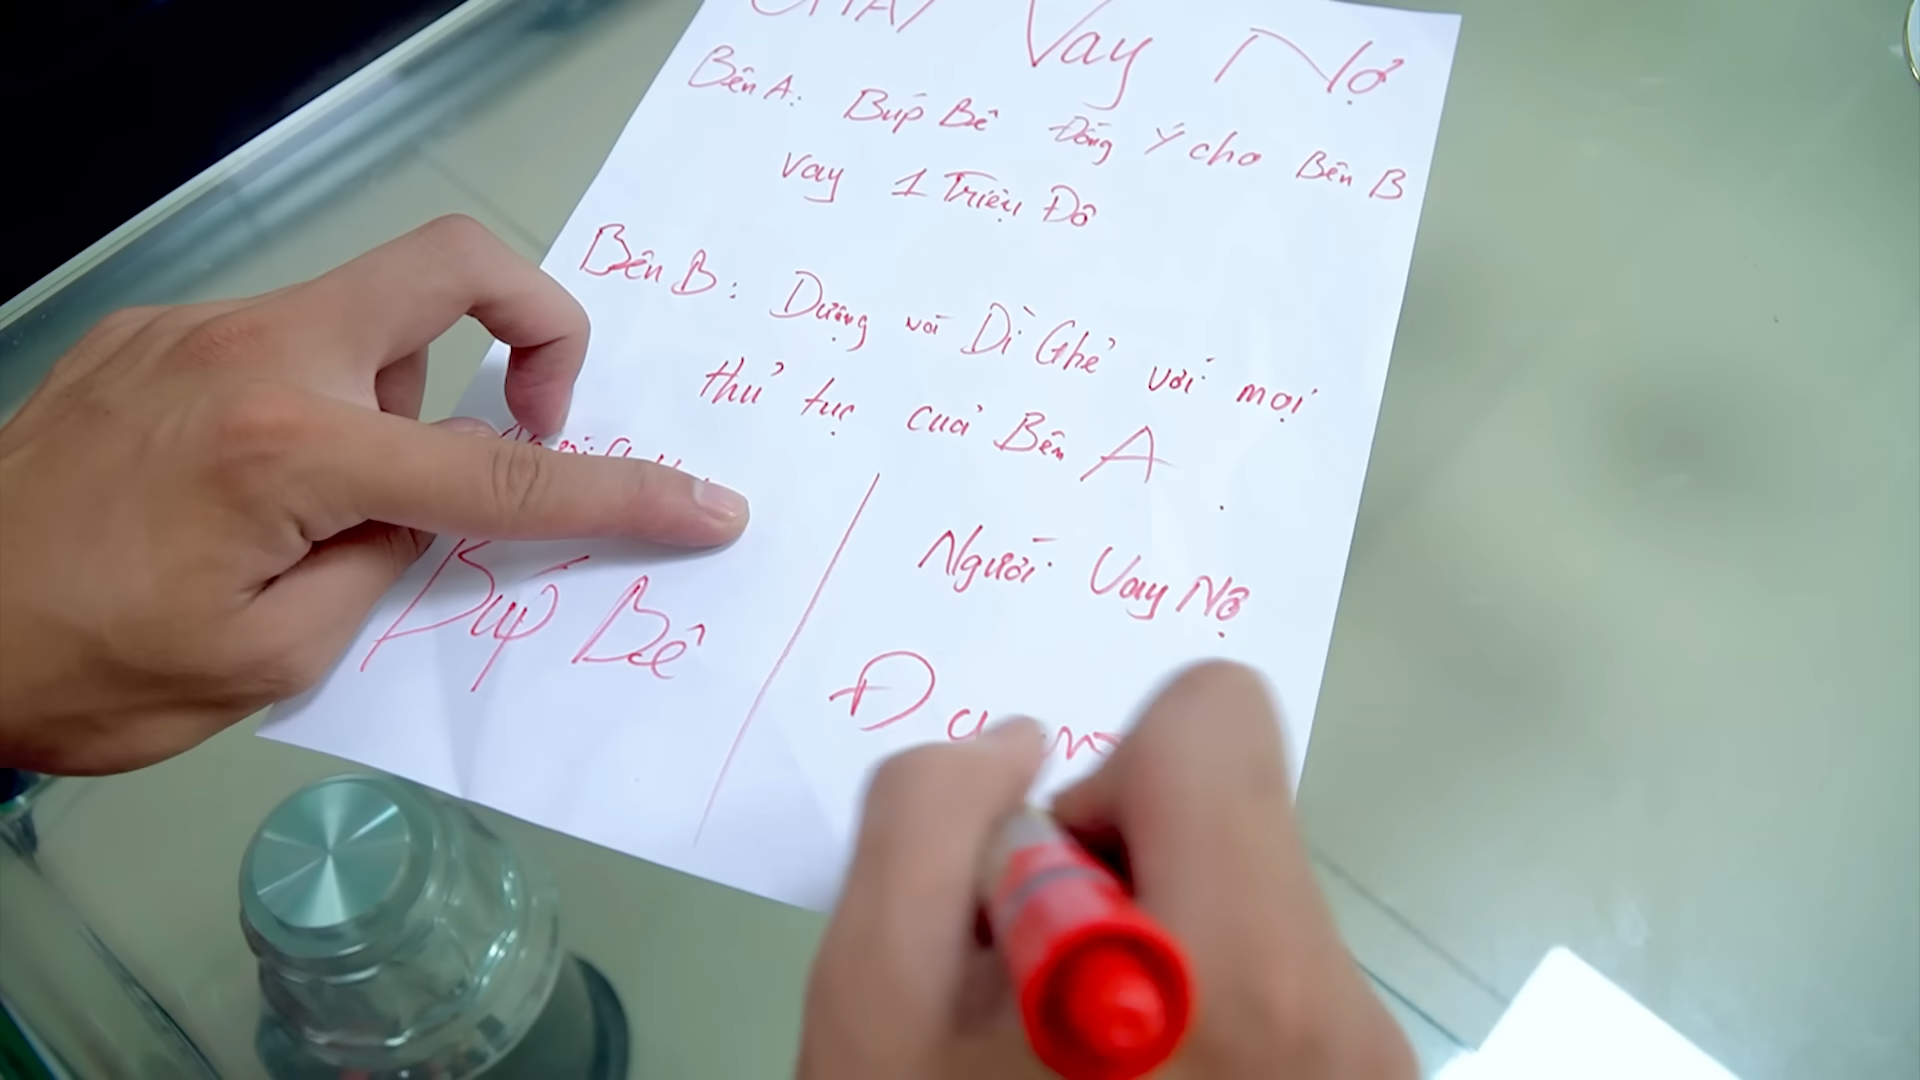 Vay Nợ
Bên A: Búp Bê Đồng Ý cho Bên B
Vay 1 Triệu Đô
Bên B: Dượng và Dì Ghẻ với mọi
thủ tục của Bên A
Người Vay Nợ
Búp Bê